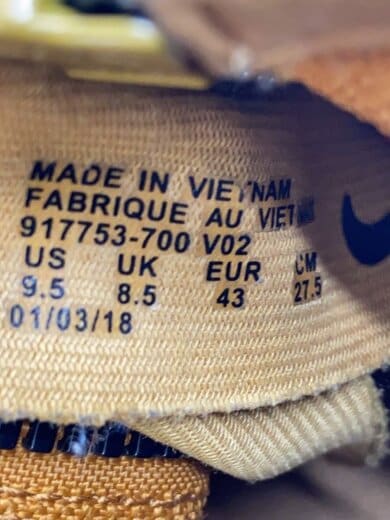 MADE IN VIETNAM
FABRIQUE AU VIETNAM
917753-700 V02
US UK EUR CM
9.5 8.5 43 27.5
01/03/18